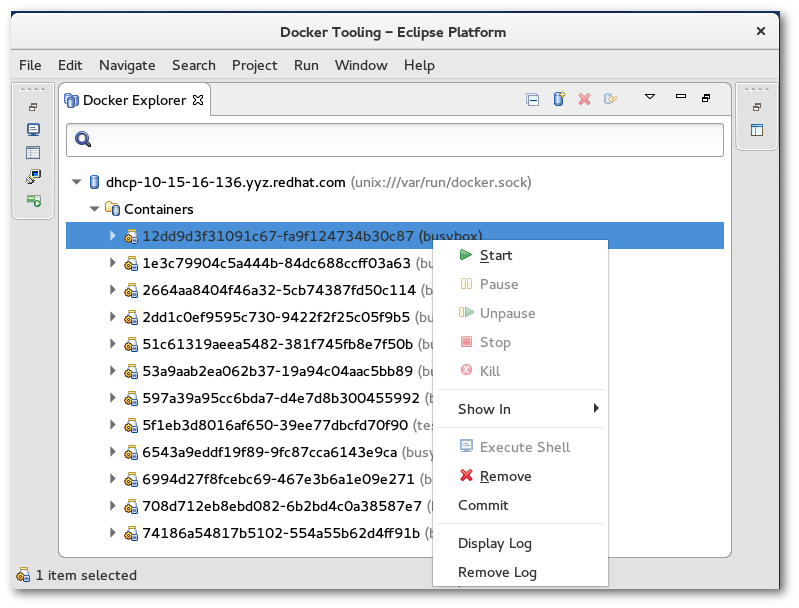 Docker Tooling – Eclipse Platform
File Edit Navigate Search Project Run Window Help
Docker Explorer
dhcp-10-15-16-136.yyz.redhat.com (unix:///var/run/docker.sock)
Containers
12dd9d3f31091c67-fa9f124734b30c87 (busybox)
1e3c79904c5a444b-84dc688ccff03a63 (bu
2664aa8404f46a32-5cb74387fd50c114 (b
2dd1c0ef9595c730-9422f2f25c05f9b5 (bu
51c61319aeea5482-381f745fb8e7f50b (b
53a9aab2ea062b37-19a94c04aac5bb89 (b
597a39a95cc6bda7-d4e7d8b300455992 (b
5f1eb3d8016af650-39ee77dbcfd70f90 (tes
6543a9eddf19f89-9fc87cca6143e9ca (busy
6994d27f8fcebc69-467e3b6a1e09e271 (b
708d712eb8ebd082-6b2bd4c0a38587e7 (
74186a54817b5102-554a55b62d4ff91b (b
Start
Pause
Unpause
Stop
Kill
Show In
Execute Shell
Remove
Commit
Display Log
Remove Log
1 item selected